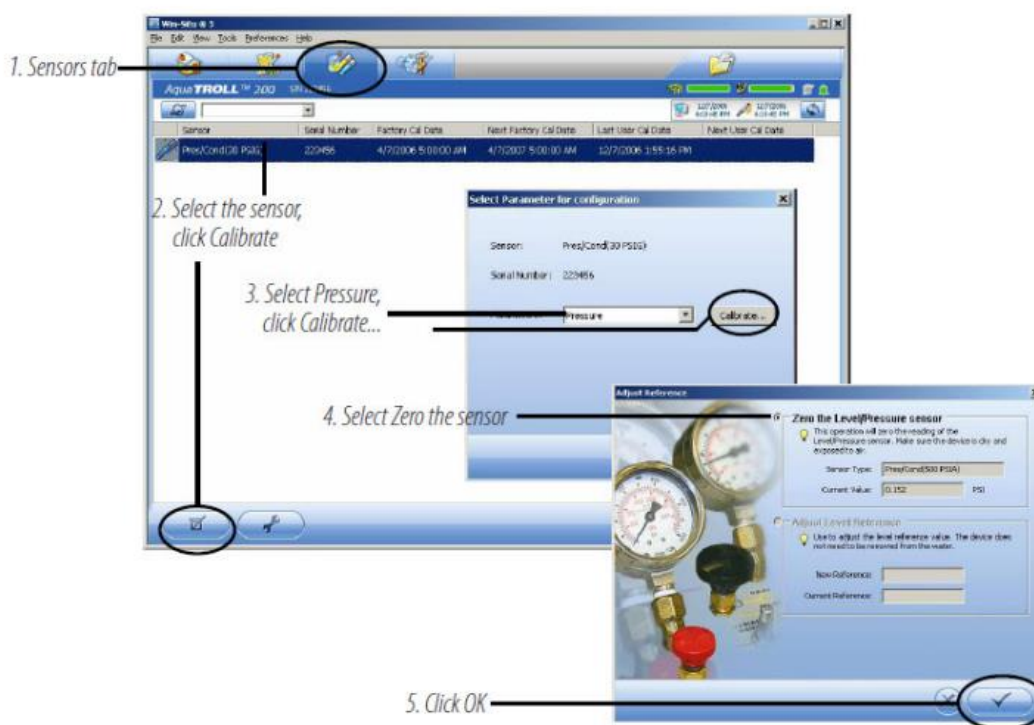 Win-Situ ® 5
File Edit View Tools Preferences Help
1. Sensors tab
AquaTROLL™ 200
Sensor Serial Number Factory Cal Date Next Factory Cal Date Last User Cal Date Next User Cal Date
Pres/Cond(30 PSIG) 223456 4/7/2006 5:00:00 AM 4/7/2007 5:00:00 AM 12/7/2006 1:55:16 PM
2. Select the sensor,
click Calibrate
Select Parameter for configuration
Sensor: Pres/Cond(30 PSIG)
Serial Number: 223456
3. Select Pressure,
click Calibrate...
Pressure
Calibrate...
Adjust Reference
4. Select Zero the sensor
Zero the Level/Pressure sensor
This operation will zero the reading of the
Level/Pressure sensor. Make sure the device is dry and
exposed to air.
Sensor Type: Pres/Cond(500 PSIA)
Current Value: 0.152 PSI
Adjust Level Reference
Use to adjust the level reference value. The device does
not need to be removed from the water.
New Reference:
Current Reference:
5. Click OK